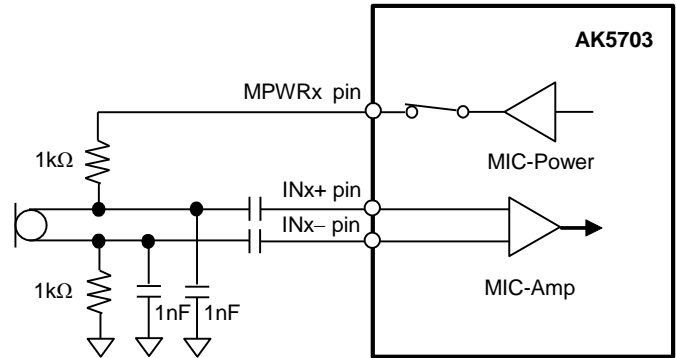 AK5703
MPWRx pin
1kΩ
MIC-Power
INx+ pin
INx− pin
1kΩ
1nF
1nF
MIC-Amp